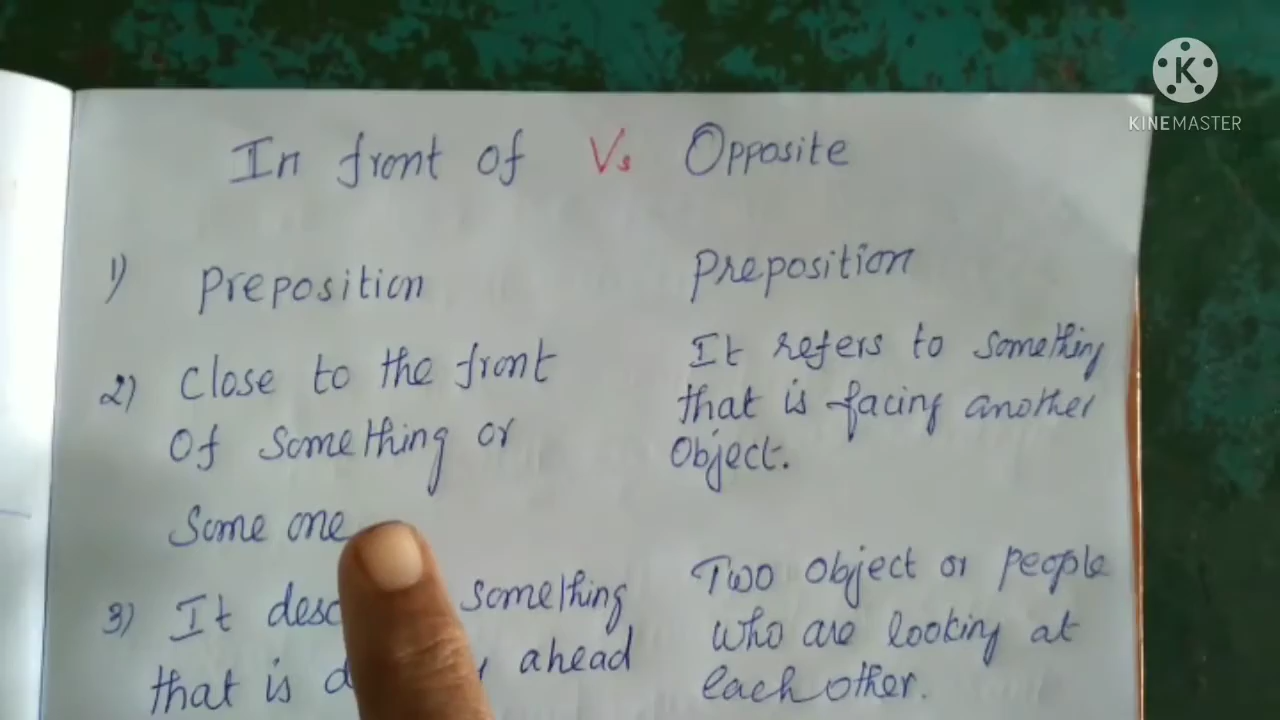 In front of Vs Opposite
1) Preposition
2) Close to the front
Of Something or
Some one
3) It something
that is ahead
Preposition
It refers to something
that is facing another
Object.
Two object or people
who are looking at
each other.
K
KINEMASTER